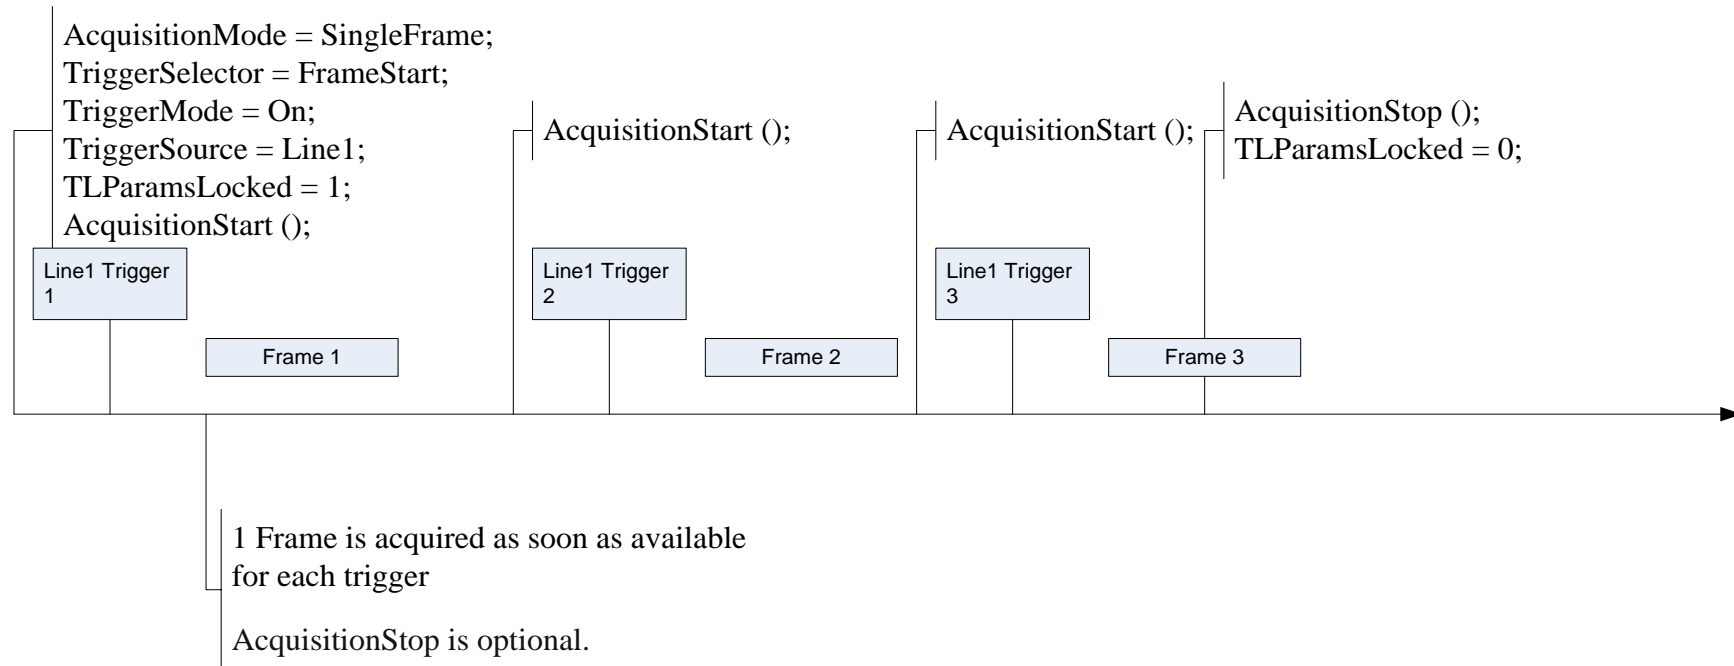 AcquisitionMode = SingleFrame;
TriggerSelector = FrameStart;
TriggerMode = On;
TriggerSource = Line1;
TLParamsLocked = 1;
AcquisitionStart ();
AcquisitionStart ();
AcquisitionStart ();
AcquisitionStop ();
TLParamsLocked = 0;
Line1 Trigger
1
Line1 Trigger
2
Line1 Trigger
3
Frame 1
Frame 2
Frame 3
1 Frame is acquired as soon as available
for each trigger
AcquisitionStop is optional.